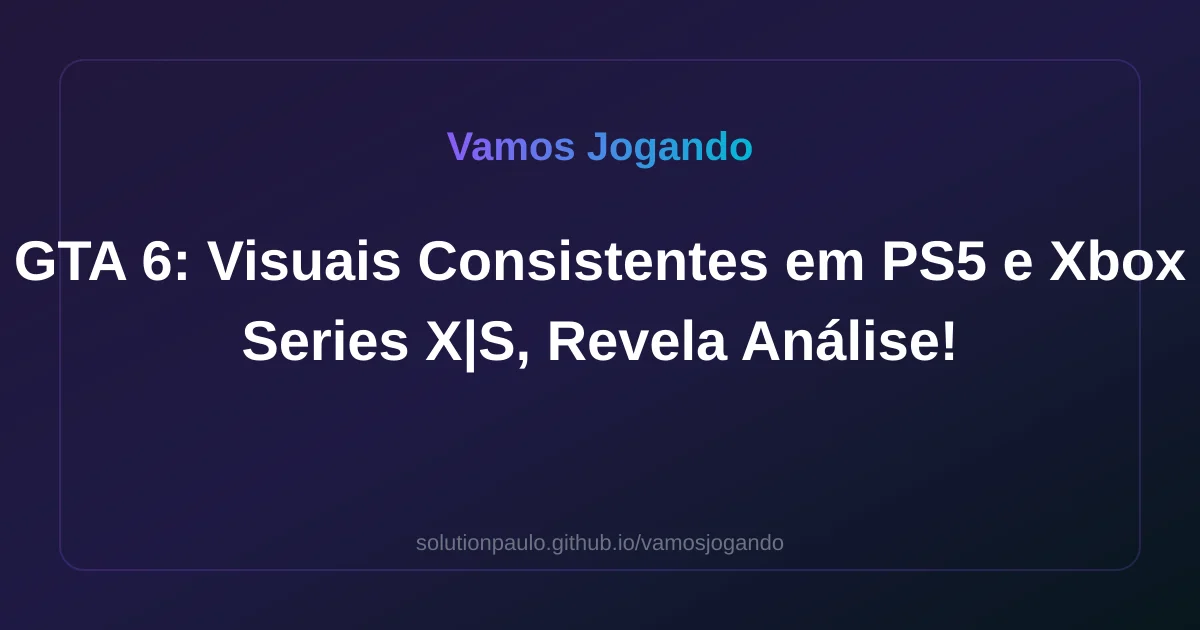 Vamos Jogando
GTA 6: Visuais Consistentes em PS5 e Xbox
Series X|S, Revela Análise!
solutionpaulo.github.io/vamosjogando